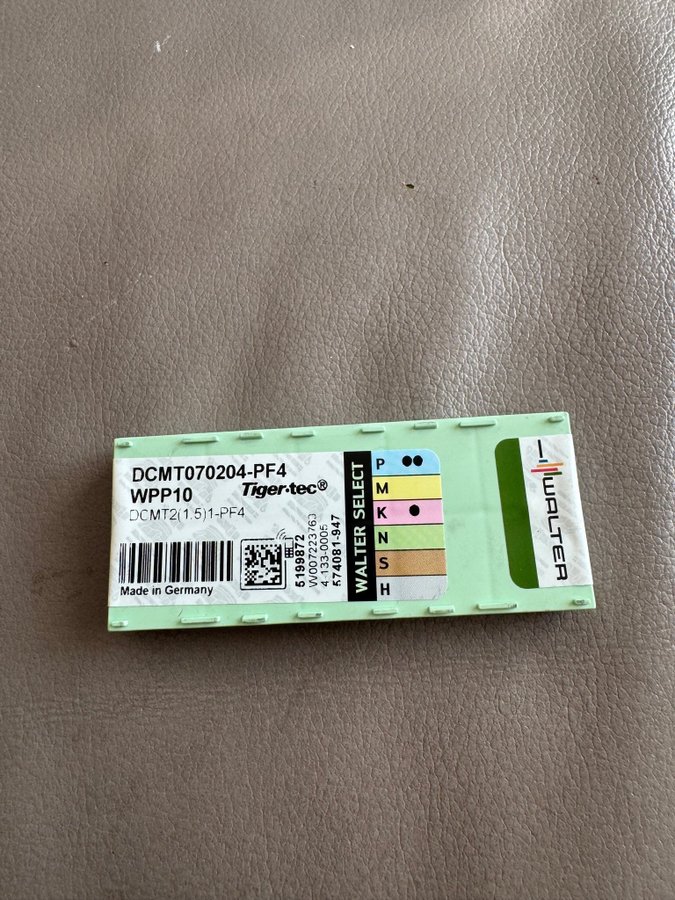 DCMT070204-PF4
WPP10 Tiger·tec®
DCMT2(1.5)1-PF4
Made in Germany
5199872
W007223763
4.133-0005
574081-947
WALTER SELECT
P
M
K
N
S
H
WALTER